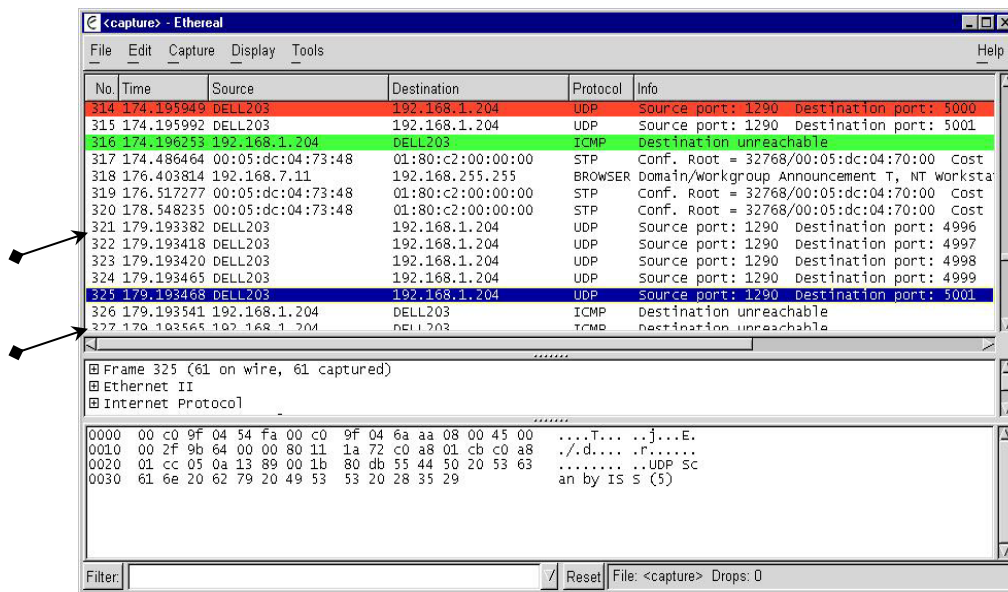 <capture> - Ethereal
File Edit Capture Display Tools Help
No. Time Source Destination Protocol Info
314 174.195949 DELL203 192.168.1.204 UDP Source port: 1290 Destination port: 5000
315 174.195992 DELL203 192.168.1.204 UDP Source port: 1290 Destination port: 5001
316 174.196253 192.168.1.204 DELL203 ICMP Destination unreachable
317 174.486464 00:05:dc:04:73:48 01:80:c2:00:00:00 STP Conf. Root = 32768/00:05:dc:04:70:00 Cost
318 176.403814 192.168.7.11 192.168.255.255 BROWSER Domain/Workgroup Announcement T, NT Worksta
319 176.517277 00:05:dc:04:73:48 01:80:c2:00:00:00 STP Conf. Root = 32768/00:05:dc:04:70:00 Cost
320 178.548235 00:05:dc:04:73:48 01:80:c2:00:00:00 STP Conf. Root = 32768/00:05:dc:04:70:00 Cost
321 179.193382 DELL203 192.168.1.204 UDP Source port: 1290 Destination port: 4996
322 179.193418 DELL203 192.168.1.204 UDP Source port: 1290 Destination port: 4997
323 179.193420 DELL203 192.168.1.204 UDP Source port: 1290 Destination port: 4998
324 179.193465 DELL203 192.168.1.204 UDP Source port: 1290 Destination port: 4999
325 179.193468 DELL203 192.168.1.204 UDP Source port: 1290 Destination port: 5001
326 179.193541 192.168.1.204 DELL203 ICMP Destination unreachable
327 179.193565 192.168.1.204 DELL203 ICMP Destination unreachable
Frame 325 (61 on wire, 61 captured)
Ethernet II
Internet Protocol
0000 00 c0 9f 04 54 fa 00 c0 9f 04 6a aa 08 00 45 00 ....T... ..j...E.
0010 00 2f 9b 64 00 00 80 11 1a 72 c0 a8 01 cb c0 a8 ./.d.... .r......
0020 01 cc 05 0a 13 89 00 1b 80 db 55 44 50 20 53 63 ........ ..UDP Sc
0030 61 6e 20 62 79 20 49 53 53 20 28 35 29 an by IS S (5)
Filter: Reset File: <capture> Drops: 0